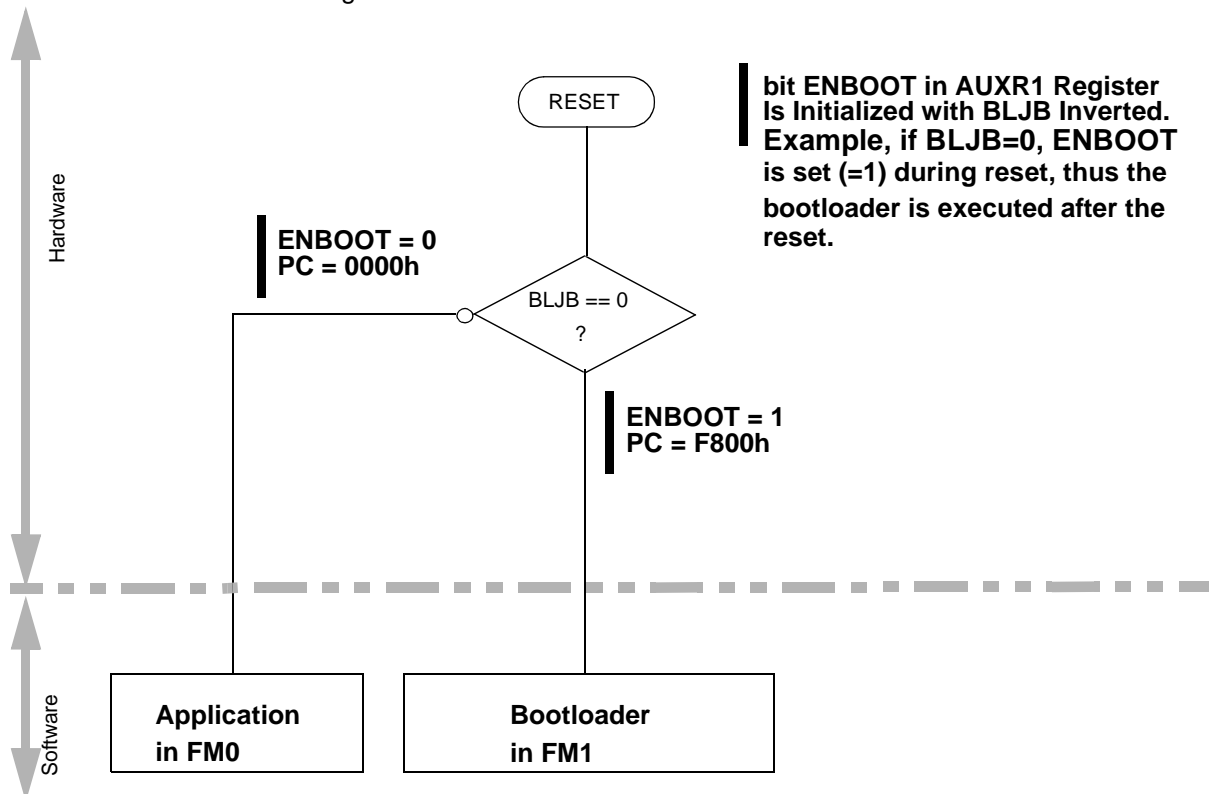 RESET
bit ENBOOT in AUXR1 Register
Is Initialized with BLJB Inverted.
Example, if BLJB=0, ENBOOT
is set (=1) during reset, thus the
bootloader is executed after the
reset.
Hardware
ENBOOT = 0
PC = 0000h
BLJB == 0
?
ENBOOT = 1
PC = F800h
Software
Application
in FM0
Bootloader
in FM1